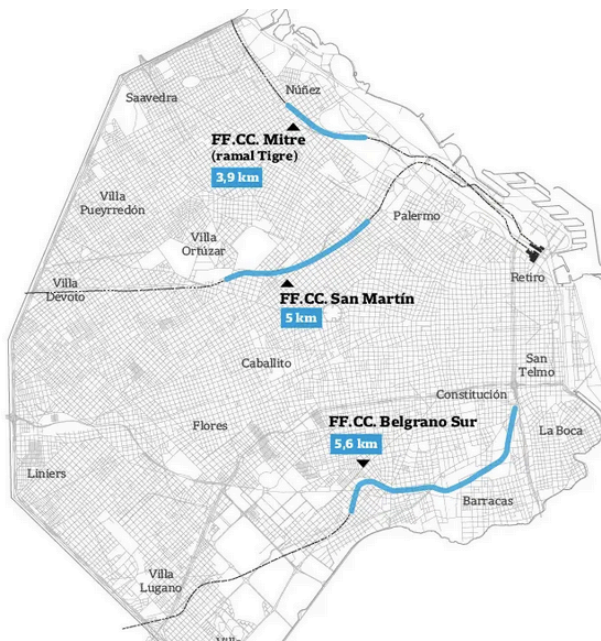 Núñez
Saavedra
FF.CC. Mitre
(ramal Tigre)
3,9 km
Villa
Pueyrredón
Palermo
Villa
Ortúzar
Villa
Devoto
Retiro
FF.CC. San Martín
5 km
San
Telmo
Caballito
Constitución
Flores
FF.CC. Belgrano Sur
La Boca
5,6 km
Liniers
Barracas
Villa
Lugano